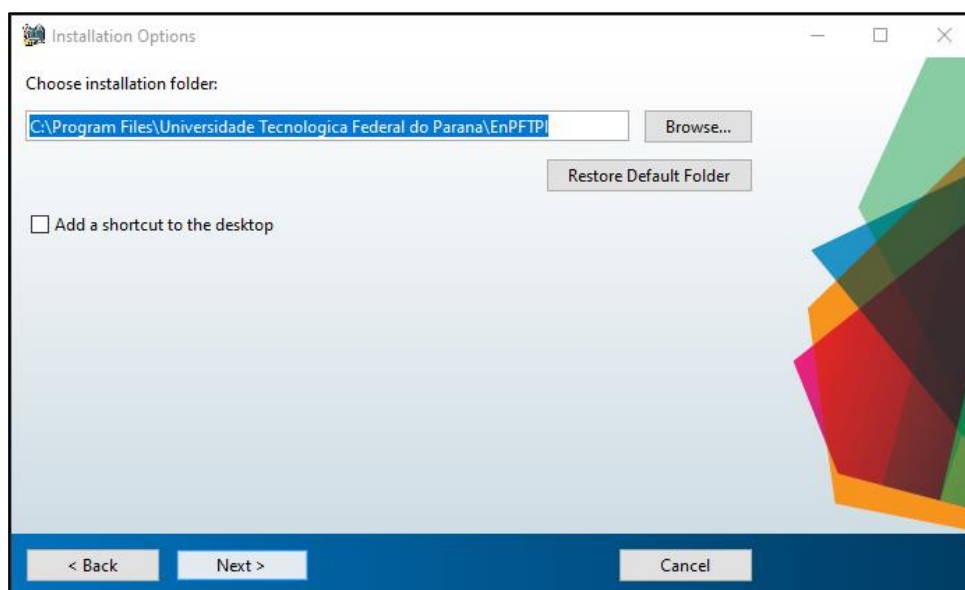 Installation Options
Choose installation folder:
C:\Program Files\Universidade Tecnologica Federal do Parana\EnPFTPI
Browse...
Restore Default Folder
Add a shortcut to the desktop
< Back
Next >
Cancel